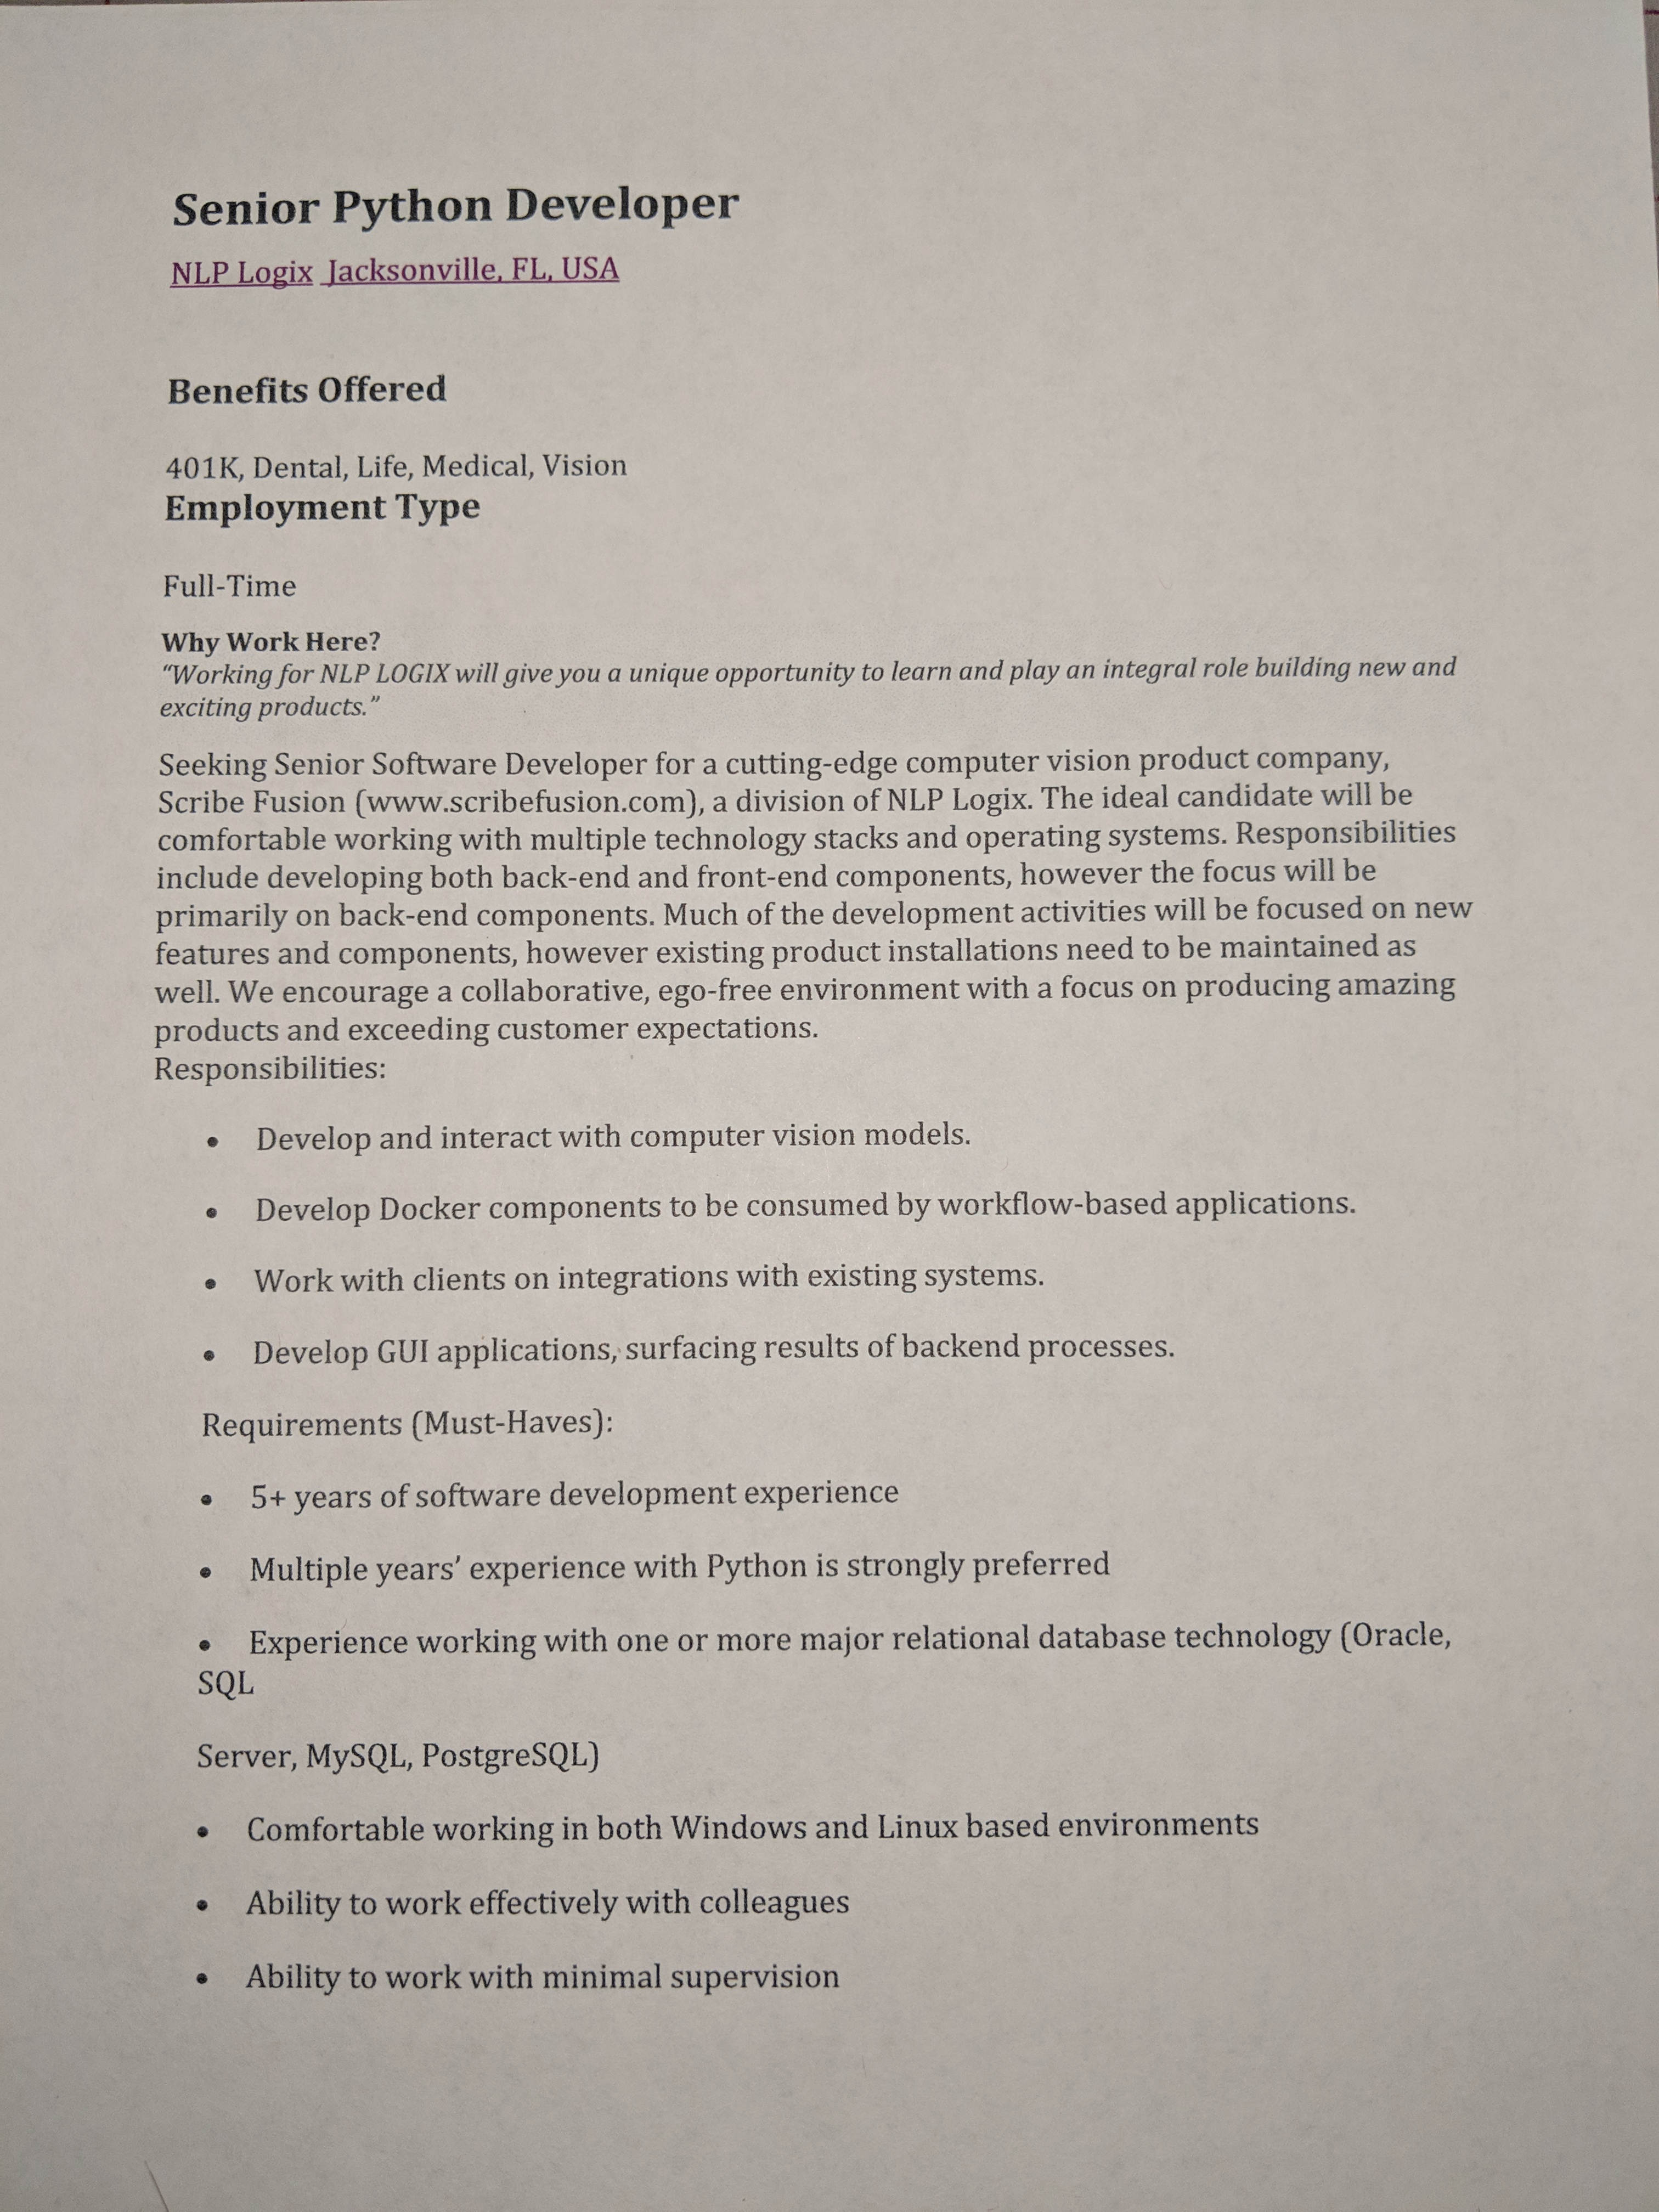 Senior Python Developer
NLP Logix  Jacksonville, FL, USA
Benefits Offered
401K, Dental, Life, Medical, Vision
Employment Type
Full-Time
Why Work Here?
“Working for NLP LOGIX will give you a unique opportunity to learn and play an integral role building new and
exciting products.”
Seeking Senior Software Developer for a cutting-edge computer vision product company,
Scribe Fusion (www.scribefusion.com), a division of NLP Logix. The ideal candidate will be
comfortable working with multiple technology stacks and operating systems. Responsibilities
include developing both back-end and front-end components, however the focus will be
primarily on back-end components. Much of the development activities will be focused on new
features and components, however existing product installations need to be maintained as
well. We encourage a collaborative, ego-free environment with a focus on producing amazing
products and exceeding customer expectations.
Responsibilities:
• Develop and interact with computer vision models.
• Develop Docker components to be consumed by workflow-based applications.
• Work with clients on integrations with existing systems.
• Develop GUI applications, surfacing results of backend processes.
Requirements (Must-Haves):
• 5+ years of software development experience
• Multiple years’ experience with Python is strongly preferred
• Experience working with one or more major relational database technology (Oracle,
SQL
Server, MySQL, PostgreSQL)
• Comfortable working in both Windows and Linux based environments
• Ability to work effectively with colleagues
• Ability to work with minimal supervision